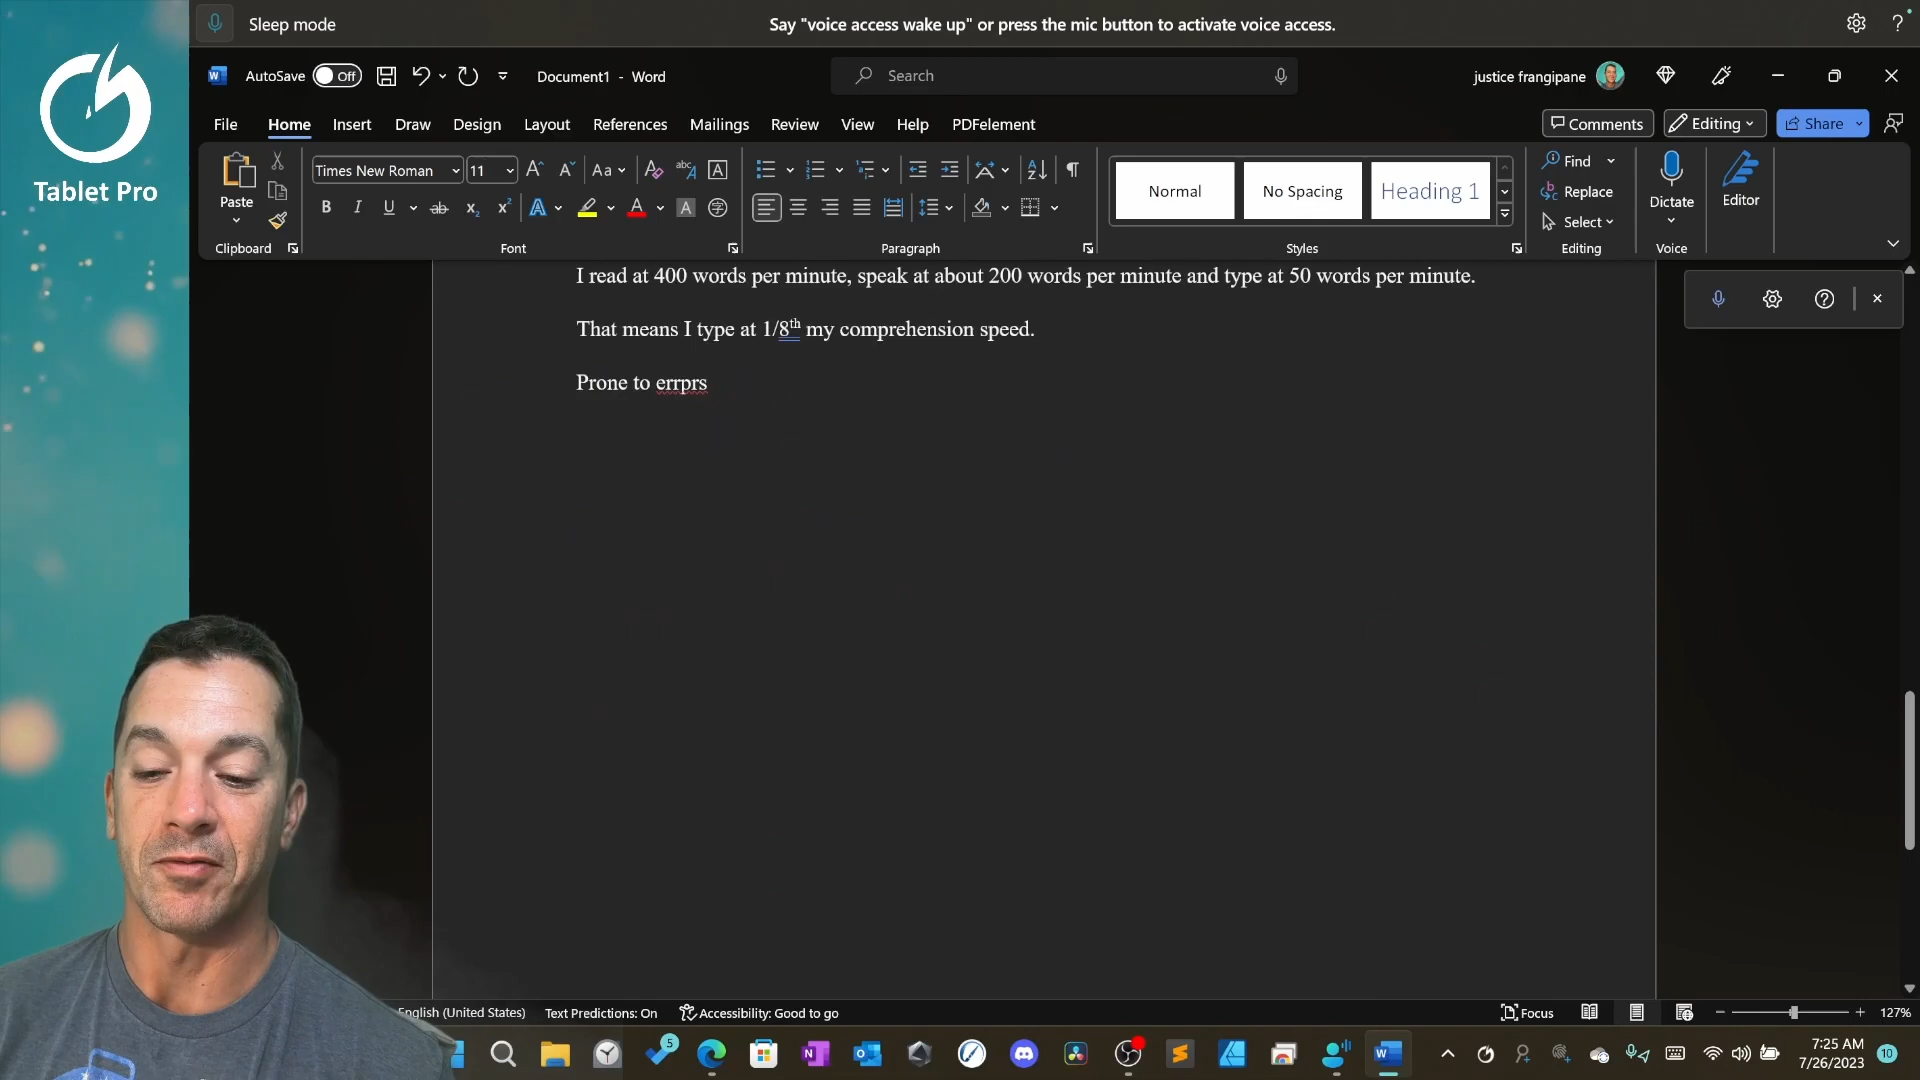 Sleep mode
Say "voice access wake up" or press the mic button to activate voice access.
Tablet Pro
AutoSave Off
Document1 - Word
Search
justice frangipane
File Home Insert Draw Design Layout References Mailings Review View Help PDFelement
Comments Editing Share
Paste
Clipboard
Times New Roman 11
Font
Paragraph
Normal No Spacing Heading 1
Styles
Find
Replace
Select
Editing
Dictate
Voice
Editor
I read at 400 words per minute, speak at about 200 words per minute and type at 50 words per minute.
That means I type at 1/8th my comprehension speed.
Prone to errprs
English (United States) Text Predictions: On Accessibility: Good to go
Focus
127%
5
7:25 AM
7/26/2023
10